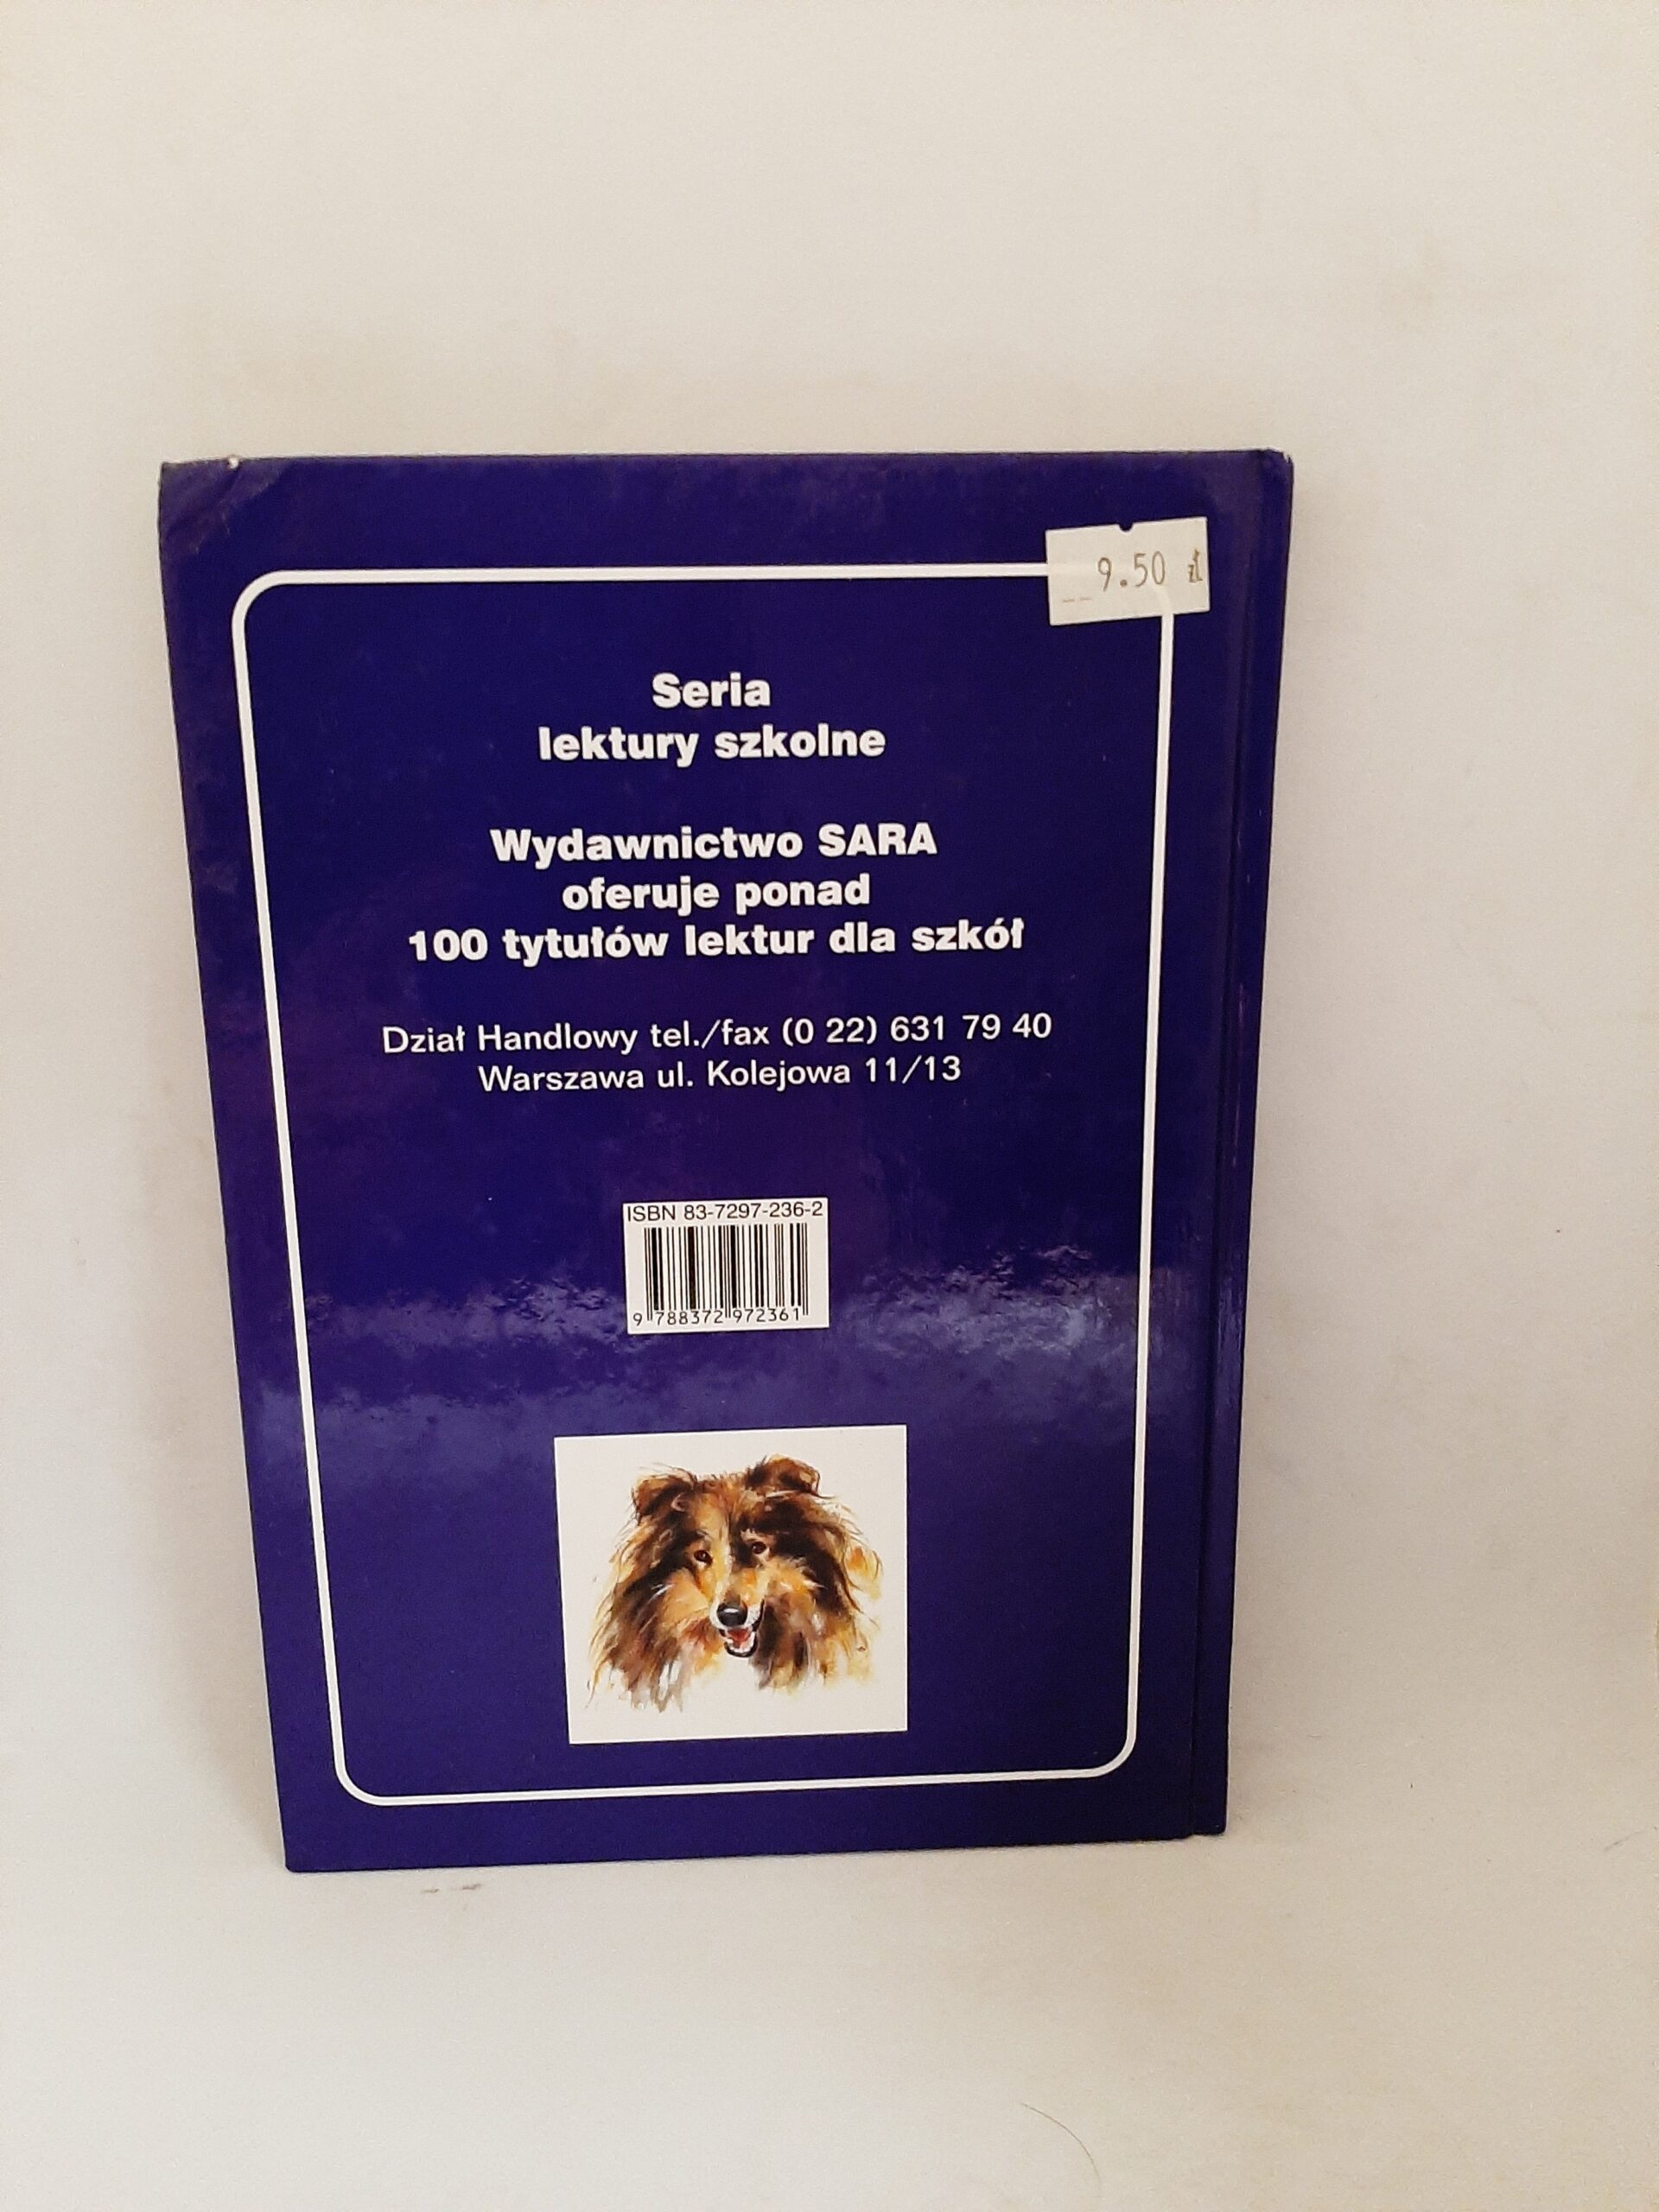 9.50 zł
Seria
lektury szkolne
Wydawnictwo SARA
oferuje ponad
100 tytułów lektur dla szkół
Dział Handlowy tel./fax (0 22) 631 79 40
Warszawa ul. Kolejowa 11/13
ISBN 83-7297-236-2
9 788372 972361